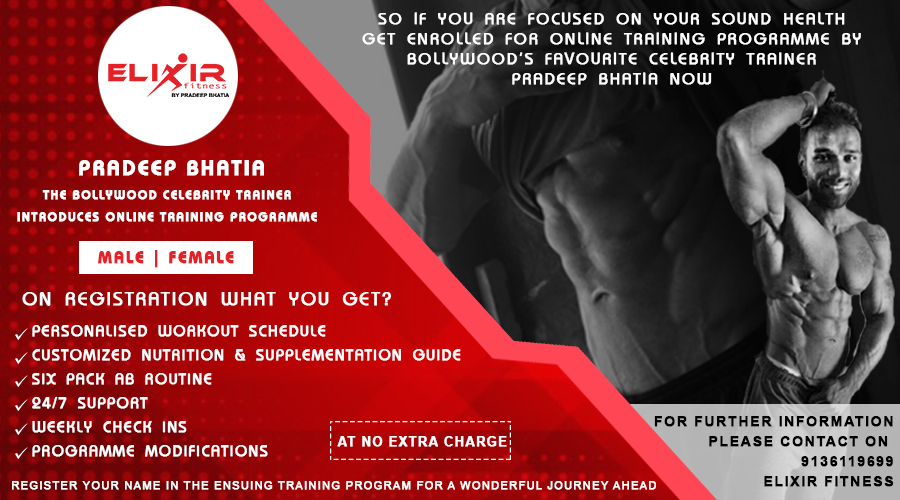 ELIXIR
fitness
BY PRADEEP BHATIA
PRADEEP BHATIA
THE BOLLYWOOD CELEBRITY TRAINER
INTRODUCES ONLINE TRAINING PROGRAMME
MALE | FEMALE
ON REGISTRATION WHAT YOU GET?
✓ PERSONALISED WORKOUT SCHEDULE
✓ CUSTOMIZED NUTRITION & SUPPLEMENTATION GUIDE
✓ SIX PACK AB ROUTINE
✓ 24/7 SUPPORT
✓ WEEKLY CHECK INS
✓ PROGRAMME MODIFICATIONS
AT NO EXTRA CHARGE
REGISTER YOUR NAME IN THE ENSUING TRAINING PROGRAM FOR A WONDERFUL JOURNEY AHEAD
SO IF YOU ARE FOCUSED ON YOUR SOUND HEALTH
GET ENROLLED FOR ONLINE TRAINING PROGRAMME BY
BOLLYWOOD'S FAVOURITE CELEBRITY TRAINER
PRADEEP BHATIA NOW
FOR FURTHER INFORMATION
PLEASE CONTACT ON
9136119699
ELIXIR FITNESS